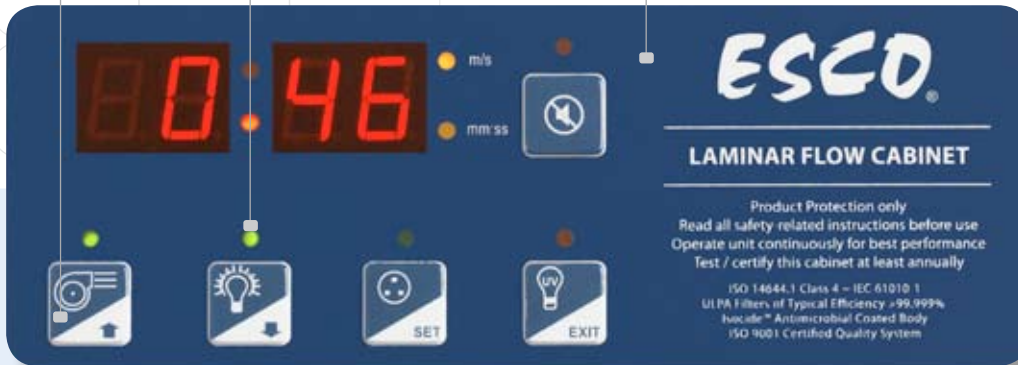 0.46
m/s
mm:ss
ESCO®
LAMINAR FLOW CABINET
Product Protection only
Read all safety related instructions before use
Operate unit continuously for best performance
Test / certify this cabinet at least annually
ISO 14644.1 Class 4 – IEC 61010 1
ULPA Filters of Typical Efficiency >99.999%
Isocide™ Antimicrobial Coated Body
ISO 9001 Certified Quality System
SET
UV
EXIT